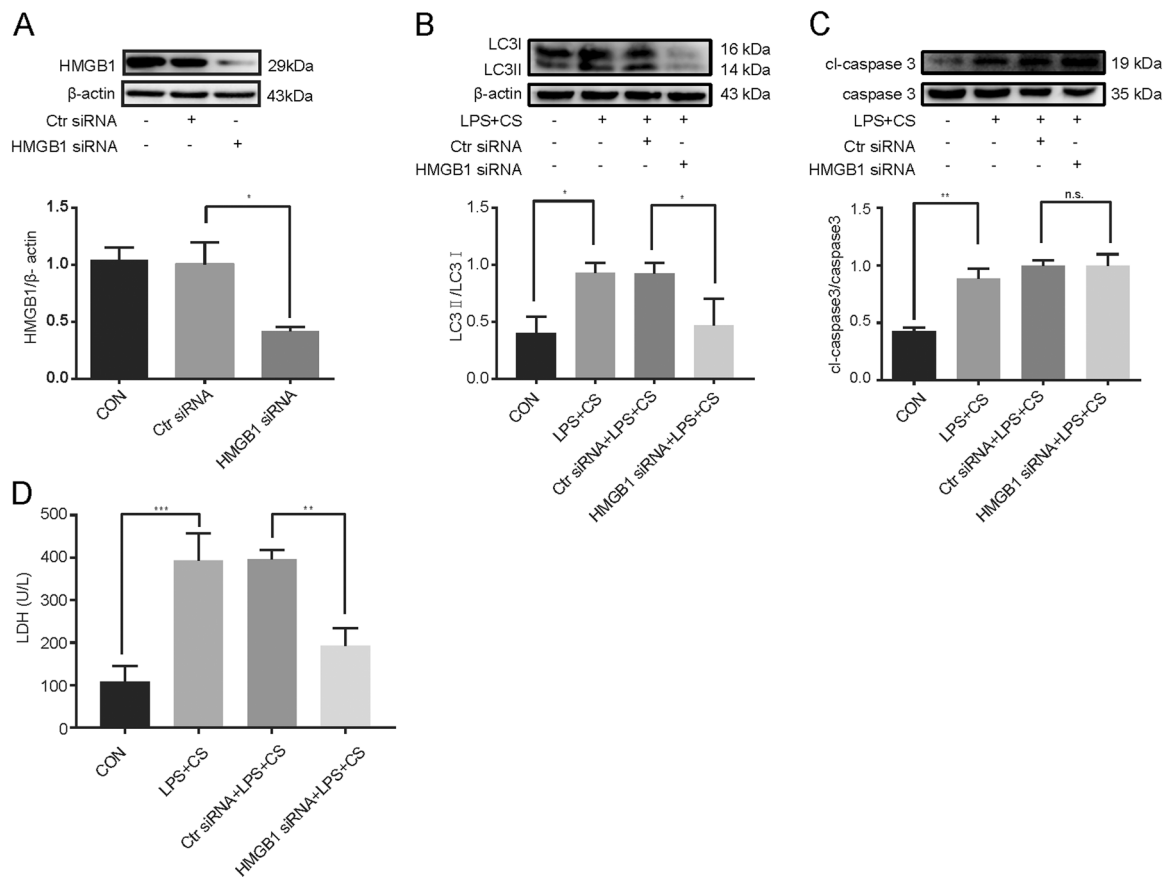 A
HMGB1
29kDa
β-actin
43kDa
Ctr siRNA - + -
HMGB1 siRNA - - +
*
HMGB1/β- actin
1.5
1.0
0.5
0.0
CON
Ctr siRNA
HMGB1 siRNA
B
LC3I
16 kDa
LC3II
14 kDa
β-actin
43 kDa
LPS+CS - + + +
Ctr siRNA - - + -
HMGB1 siRNA - - - +
* *
LC3Ⅱ/LC3Ⅰ
1.5
1.0
0.5
0.0
CON
LPS+CS
Ctr siRNA+LPS+CS
HMGB1 siRNA+LPS+CS
C
cl-caspase 3
19 kDa
caspase 3
35 kDa
LPS+CS - + + +
Ctr siRNA - - + -
HMGB1 siRNA - - - +
** n.s.
cl-caspase3/caspase3
1.5
1.0
0.5
0.0
CON
LPS+CS
Ctr siRNA+LPS+CS
HMGB1 siRNA+LPS+CS
D
*** **
LDH (U/L)
500
400
300
200
100
0
CON
LPS+CS
Ctr siRNA+LPS+CS
HMGB1 siRNA+LPS+CS